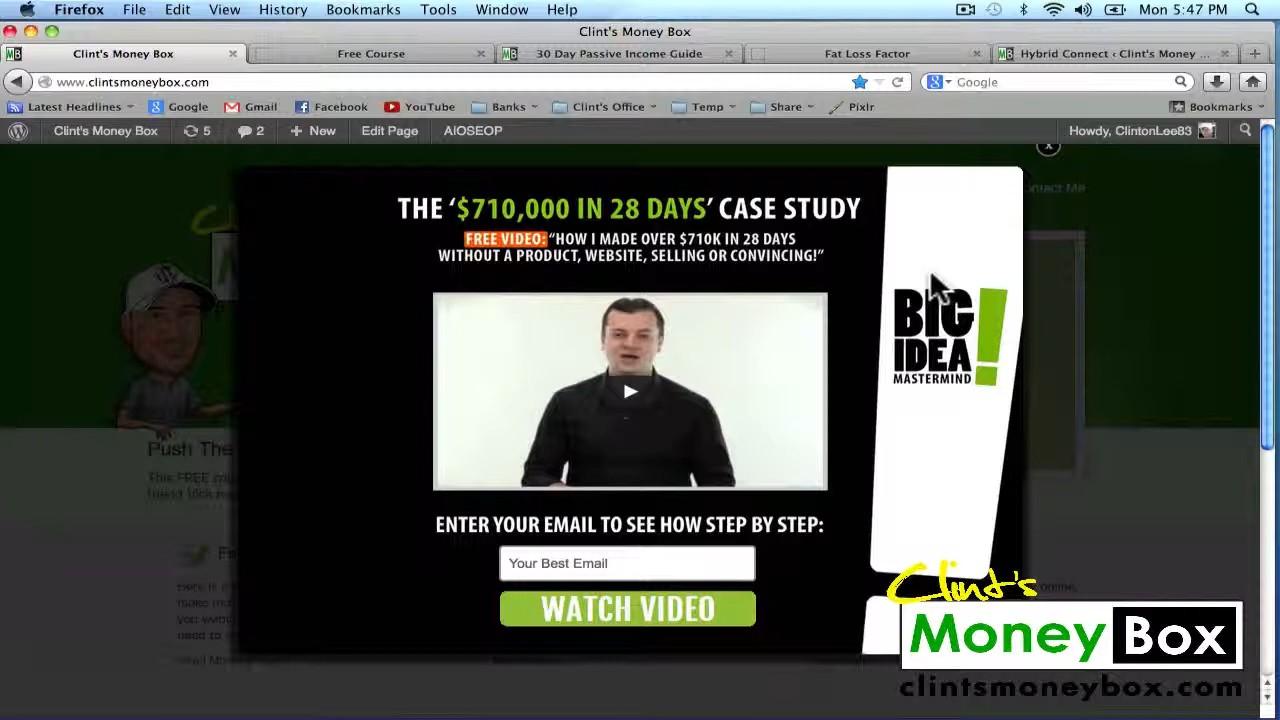 Firefox File Edit View History Bookmarks Tools Window Help Mon 5:47 PM
Clint's Money Box
Clint's Money Box Free Course 30 Day Passive Income Guide Fat Loss Factor Hybrid Connect ‹ Clint's Money ...
www.clintsmoneybox.com Google
Latest Headlines Google Gmail Facebook YouTube Banks Clint's Office Temp Share Pixlr Bookmarks
Clint's Money Box 5 2 + New Edit Page AIOSEOP Howdy, ClintonLee83
x
THE ‘$710,000 IN 28 DAYS’ CASE STUDY
FREE VIDEO: “HOW I MADE OVER $710K IN 28 DAYS
WITHOUT A PRODUCT, WEBSITE, SELLING OR CONVINCING!”
BIG
IDEA
MASTERMIND
!
Push The
This FREE
ENTER YOUR EMAIL TO SEE HOW STEP BY STEP:
Your Best Email
WATCH VIDEO
Clint's
Money Box
clintsmoneybox.com